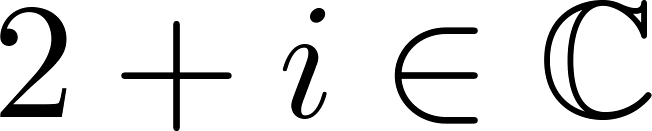 2 + i ∈ ℂ